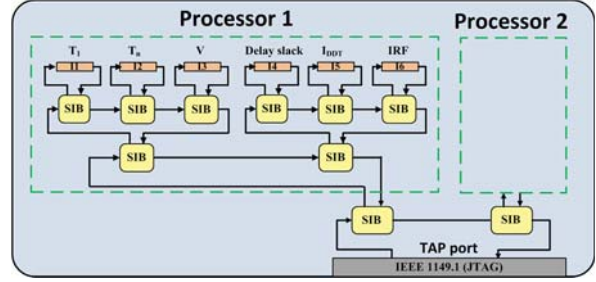 Processor 1 Processor 2
T1 Tn V Delay slack IDDT IRF
I1 I2 I3 I4 I5 I6
SIB SIB SIB SIB SIB SIB
SIB SIB
SIB SIB
TAP port
IEEE 1149.1 (JTAG)